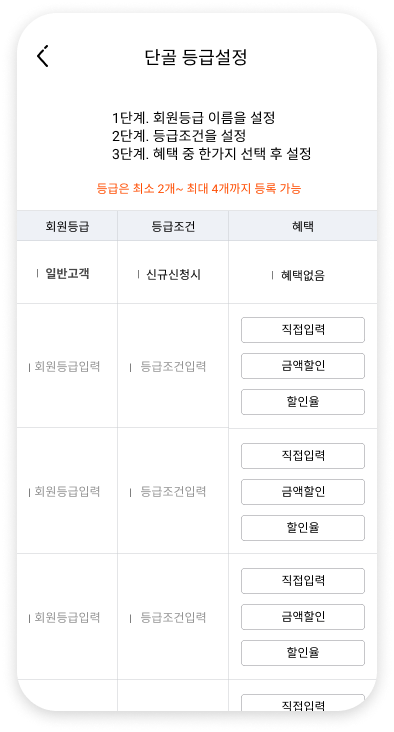 단골 등급설정
1단계. 회원등급 이름을 설정
2단계. 등급조건을 설정
3단계. 혜택 중 한가지 선택 후 설정
등급은 최소 2개~ 최대 4개까지 등록 가능
회원등급 등급조건 혜택
일반고객 신규신청시 혜택없음
직접입력
회원등급입력 등급조건입력 금액할인
할인율
직접입력
회원등급입력 등급조건입력 금액할인
할인율
직접입력
회원등급입력 등급조건입력 금액할인
할인율
직접입력